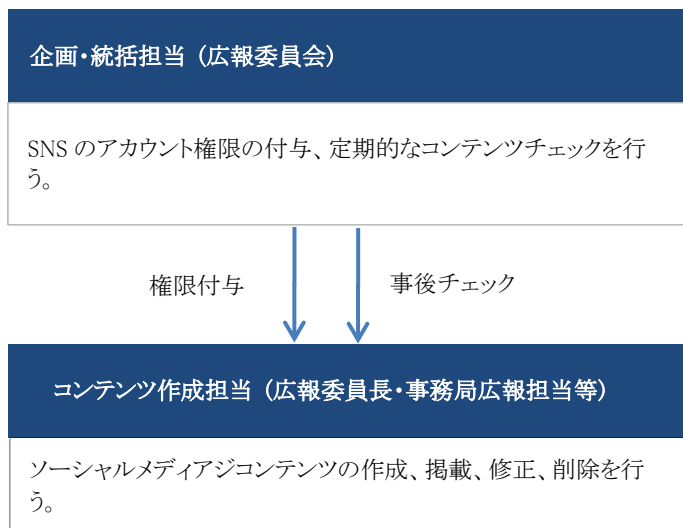 企画・統括担当（広報委員会）
SNS のアカウント権限の付与、定期的なコンテンツチェックを行
う。
権限付与
事後チェック
コンテンツ作成担当（広報委員長・事務局広報担当等）
ソーシャルメディアジコンテンツの作成、掲載、修正、削除を行
う。